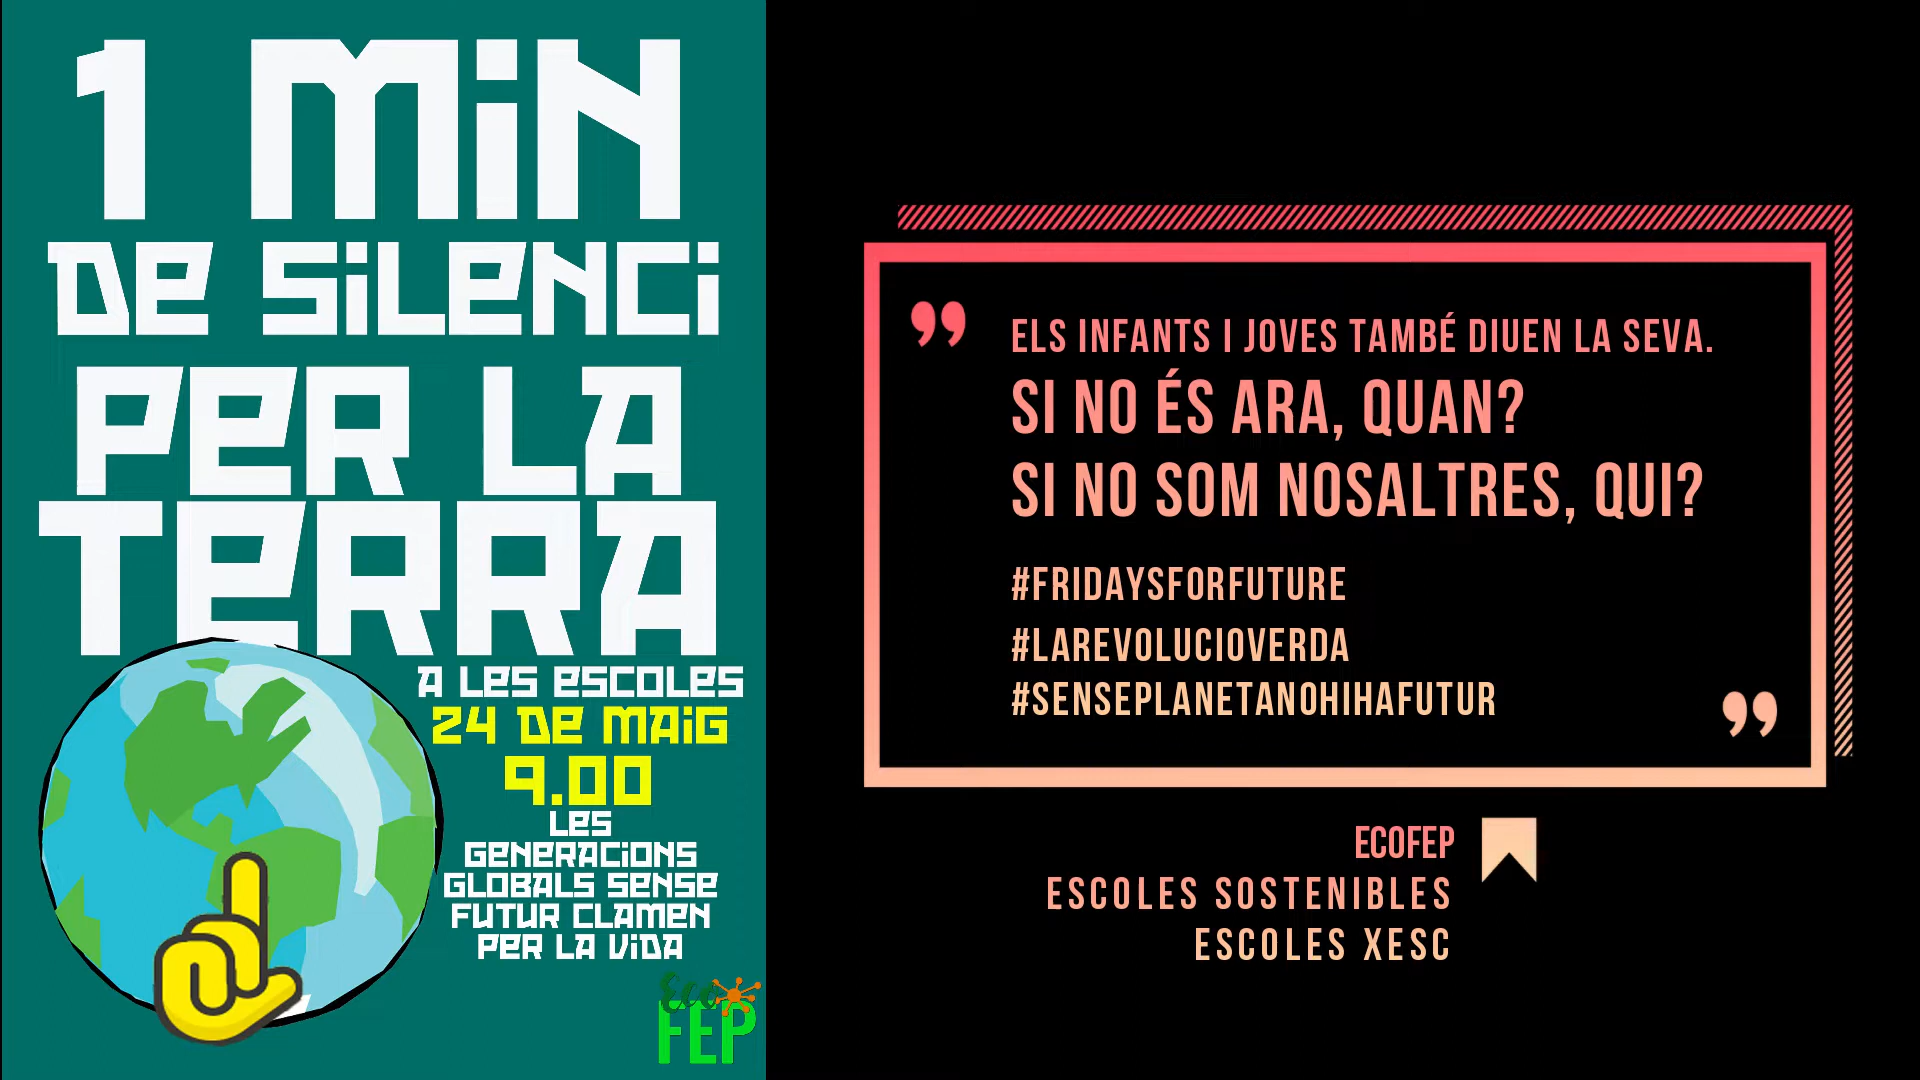 1 MiN
De SiLeNCi
PeR LA
TeRRA
A Les escoles
24 De MAiG
9.00
Les
GeNeRACiONS
GLOBALS SeNSe
FUTUR CLAMeN
PeR LA ViDA
Eco
FEP
ELS INFANTS I JOVES TAMBÉ DIUEN LA SEVA.
SI NO ÉS ARA, QUAN?
SI NO SOM NOSALTRES, QUI?
#FRIDAYSFORFUTURE
#LAREVOLUCIOVERDA
#SENSEPLANETANOHIHAFUTUR
ECOFEP
ESCOLES SOSTENIBLES
ESCOLES XESC